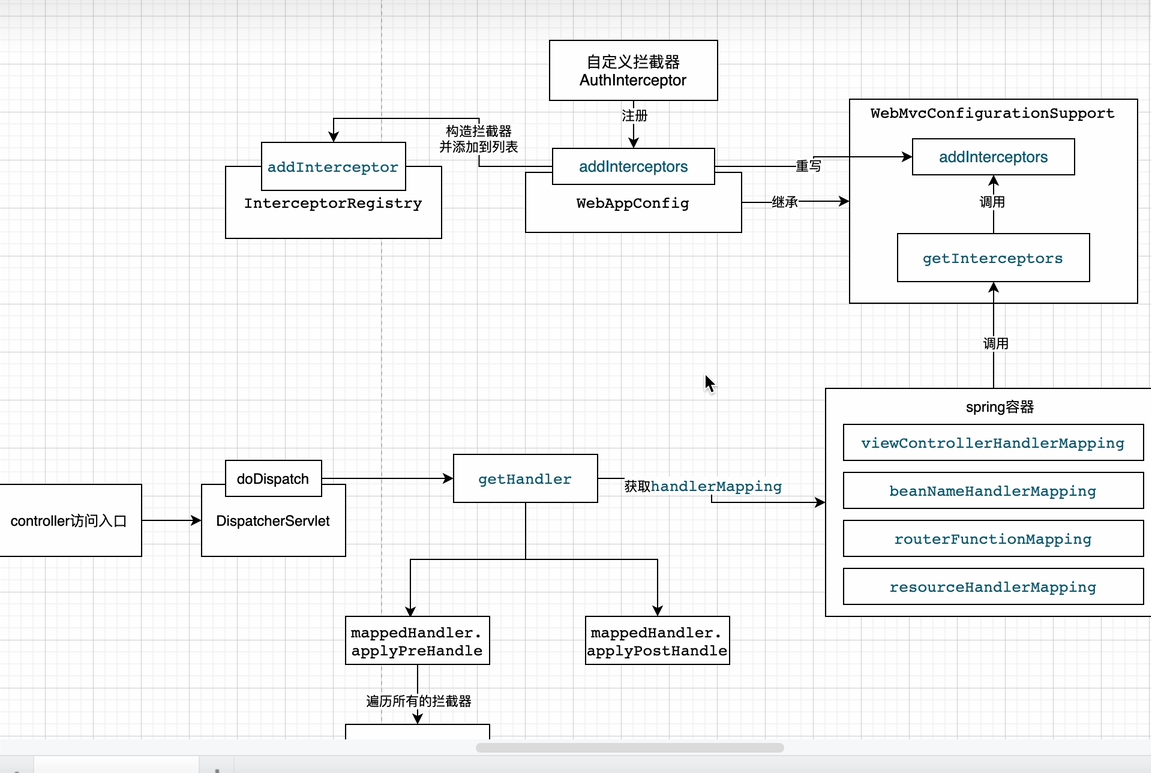 自定义拦截器
AuthInterceptor
注册
构造拦截器
并添加到列表
addInterceptor
InterceptorRegistry
addInterceptors
WebAppConfig
重写
继承
WebMvcConfigurationSupport
addInterceptors
调用
getInterceptors
调用
spring容器
viewControllerHandlerMapping
beanNameHandlerMapping
routerFunctionMapping
resourceHandlerMapping
controller访问入口
doDispatch
DispatcherServlet
getHandler
获取handlerMapping
mappedHandler.
applyPreHandle
mappedHandler.
applyPostHandle
遍历所有的拦截器